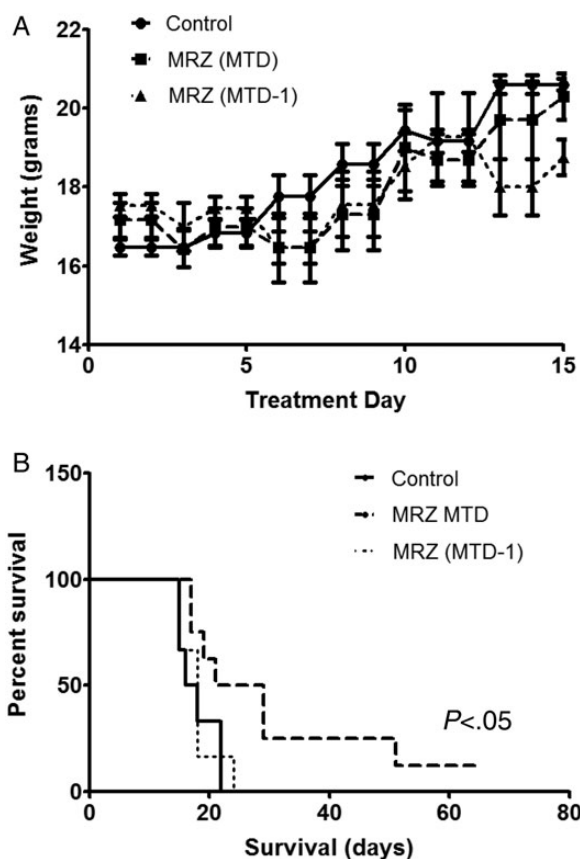 A
Control
MRZ (MTD)
MRZ (MTD-1)
22
20
18
16
14
Weight (grams)
0
5
10
15
Treatment Day
B
Control
MRZ MTD
MRZ (MTD-1)
150
100
50
0
Percent survival
P<.05
0
20
40
60
80
Survival (days)